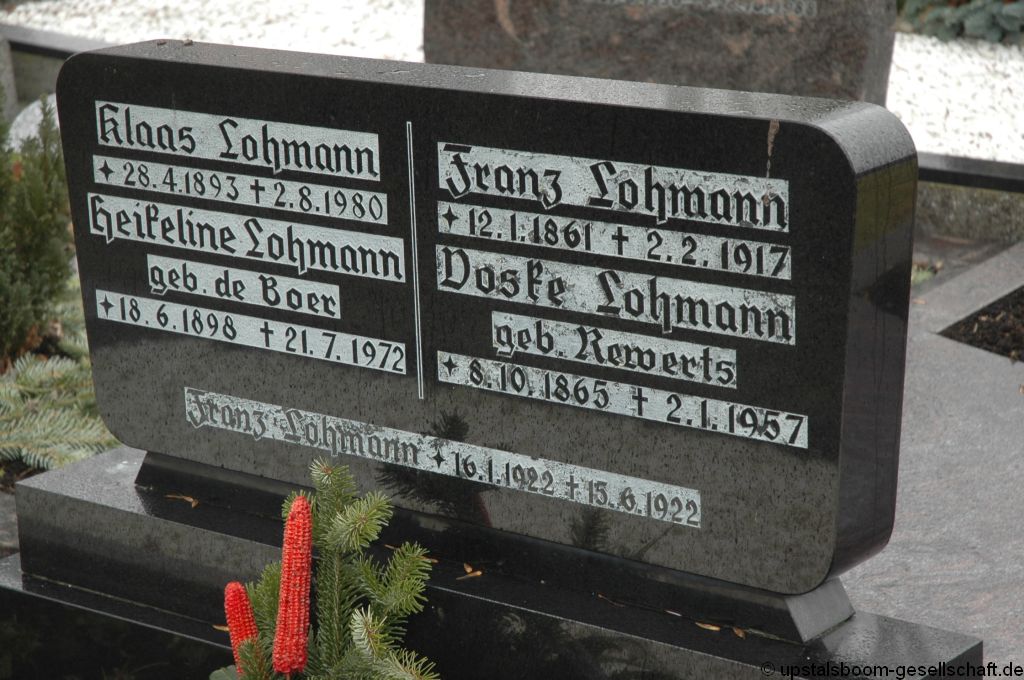 Klaas Lohmann
✦ 28.4.1893 ✝ 2.8.1980
Heikeline Lohmann
geb. de Boer
✦ 18.6.1898 ✝ 21.7.1972
Franz Lohmann
✦ 12.1.1861 ✝ 2.2.1917
Voske Lohmann
geb. Rewerts
✦ 8.10.1865 ✝ 2.1.1957
Franz Lohmann ✦ 16.1.1922 ✝ 15.6.1922
© upstalsboom-gesellschaft.de